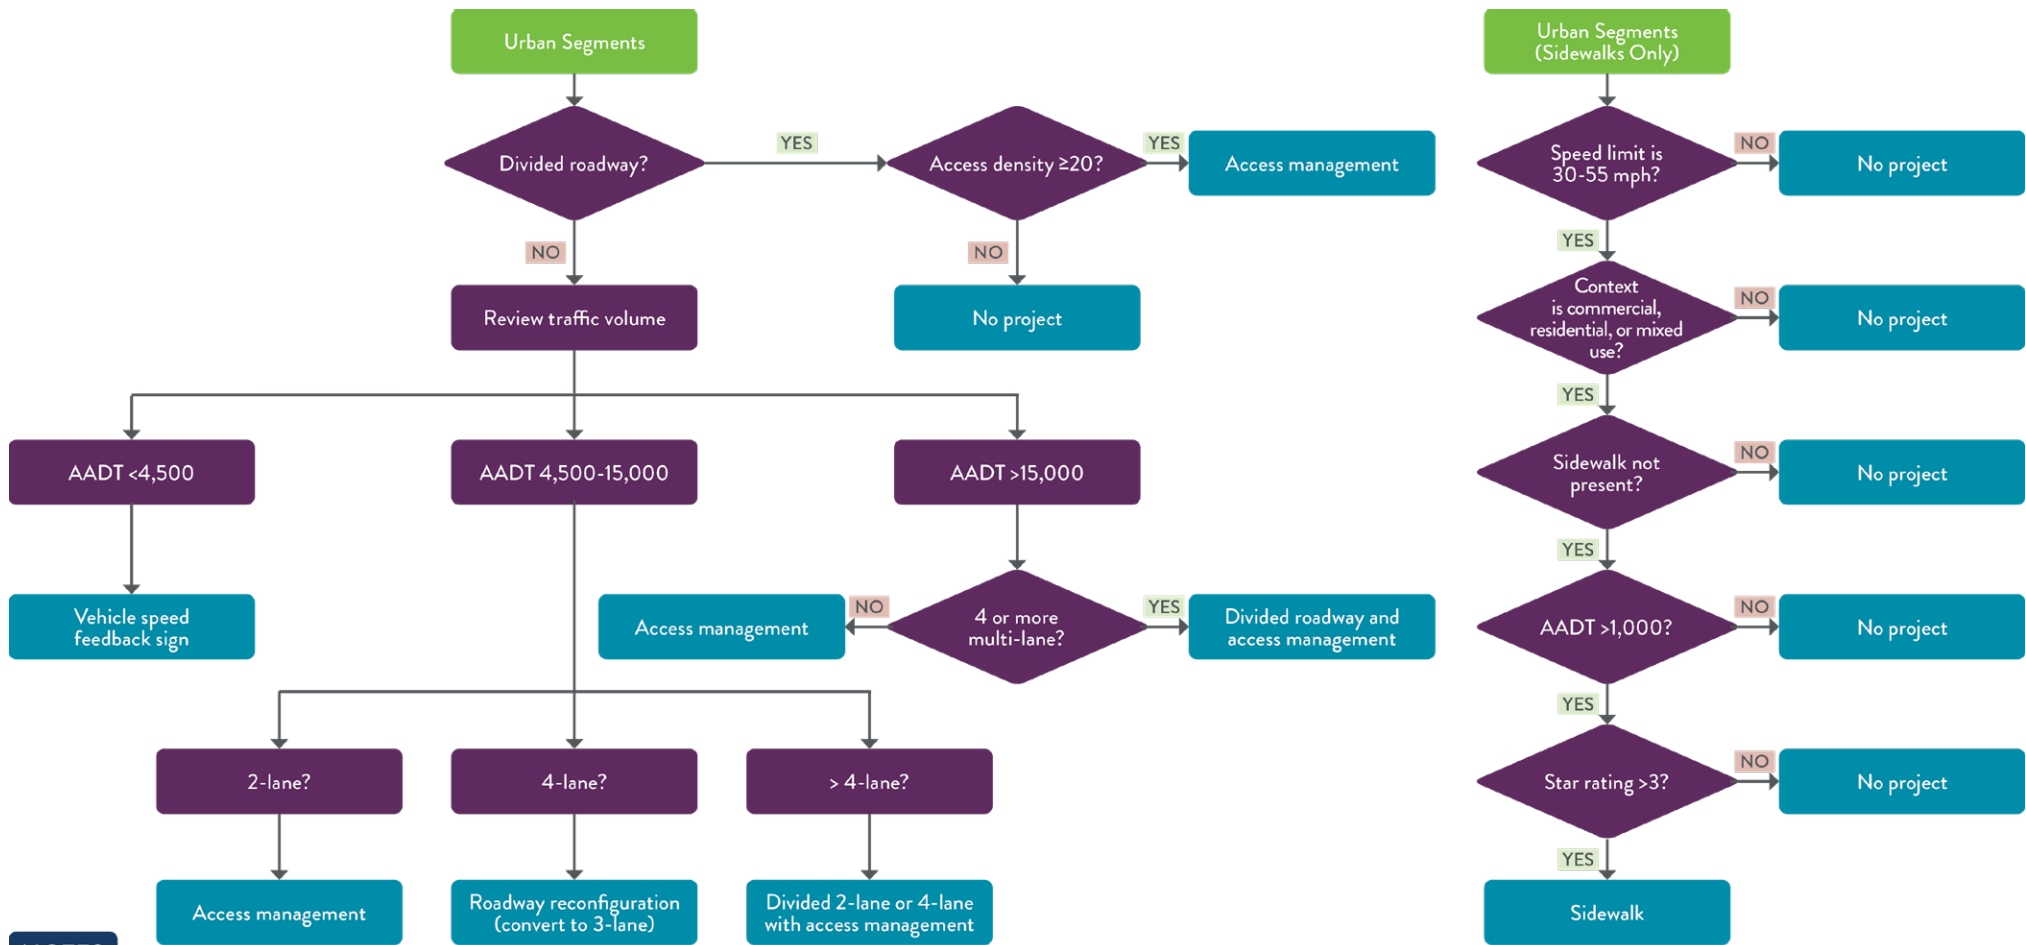 Urban Segments
Divided roadway?
YES
Access density ≥20?
YES
Access management
NO
NO
Review traffic volume
No project
AADT <4,500
AADT 4,500-15,000
AADT >15,000
Vehicle speed
feedback sign
Access management
NO
4 or more
multi-lane?
YES
Divided roadway and
access management
2-lane?
4-lane?
> 4-lane?
Access management
Roadway reconfiguration
(convert to 3-lane)
Divided 2-lane or 4-lane
with access management
Urban Segments
(Sidewalks Only)
Speed limit is
30-55 mph?
NO
No project
YES
Context
is commercial,
residential, or mixed
use?
NO
No project
YES
Sidewalk not
present?
NO
No project
YES
AADT >1,000?
NO
No project
YES
Star rating >3?
NO
No project
YES
Sidewalk